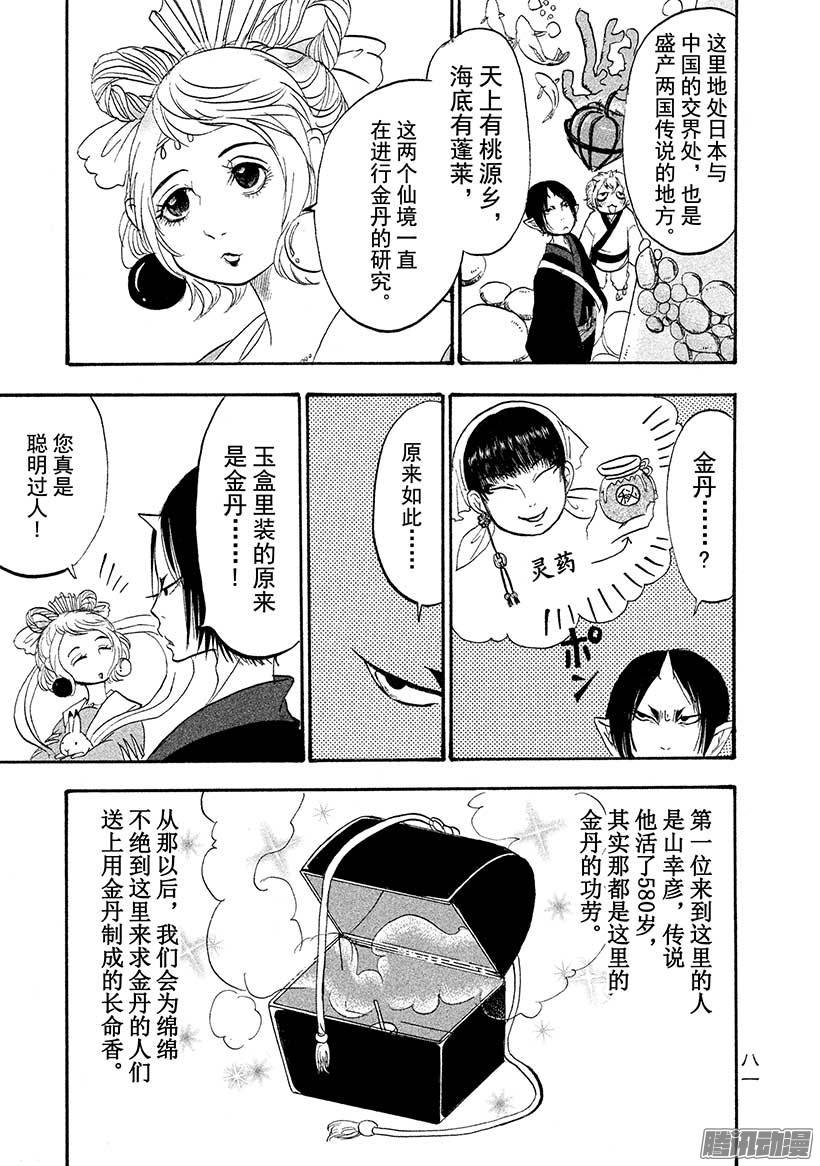 这里地处日本与
中国的交界处，也是
盛产两国传说的地方。
天上有桃源乡，
海底有蓬莱，
这两个仙境一直
在进行金丹的研究。
金丹……？
灵药
ポン
原来如此……
玉盒里装的原来
是金丹……！
您真是
聪明过人！
第一位来到这里的人
是山幸彦，传说
他活了580岁，
其实那都是这里的
金丹的功劳。
从那以后，我们会为绵绵
不绝到这里来求金丹的人们
送上用金丹制成的长命香。
八一
腾讯动漫